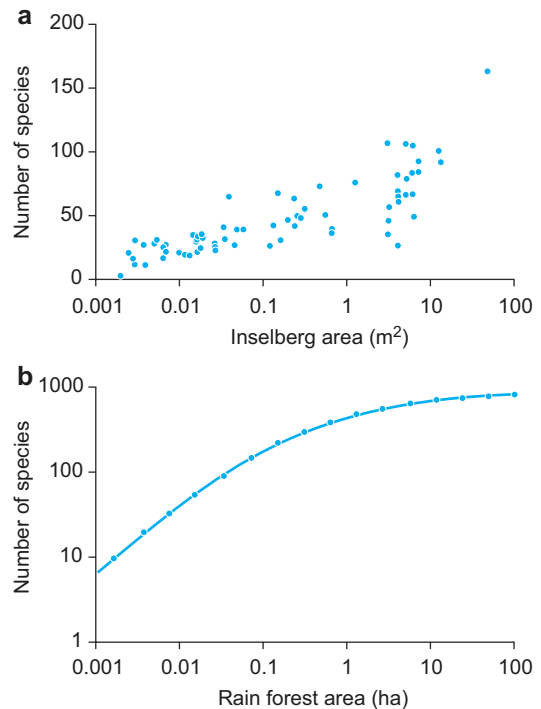 a
200
150
100
50
0
Number of species
0.001 0.01 0.1 1 10 100
Inselberg area (m²)
b
1000
100
10
1
Number of species
0.001 0.01 0.1 1 10 100
Rain forest area (ha)